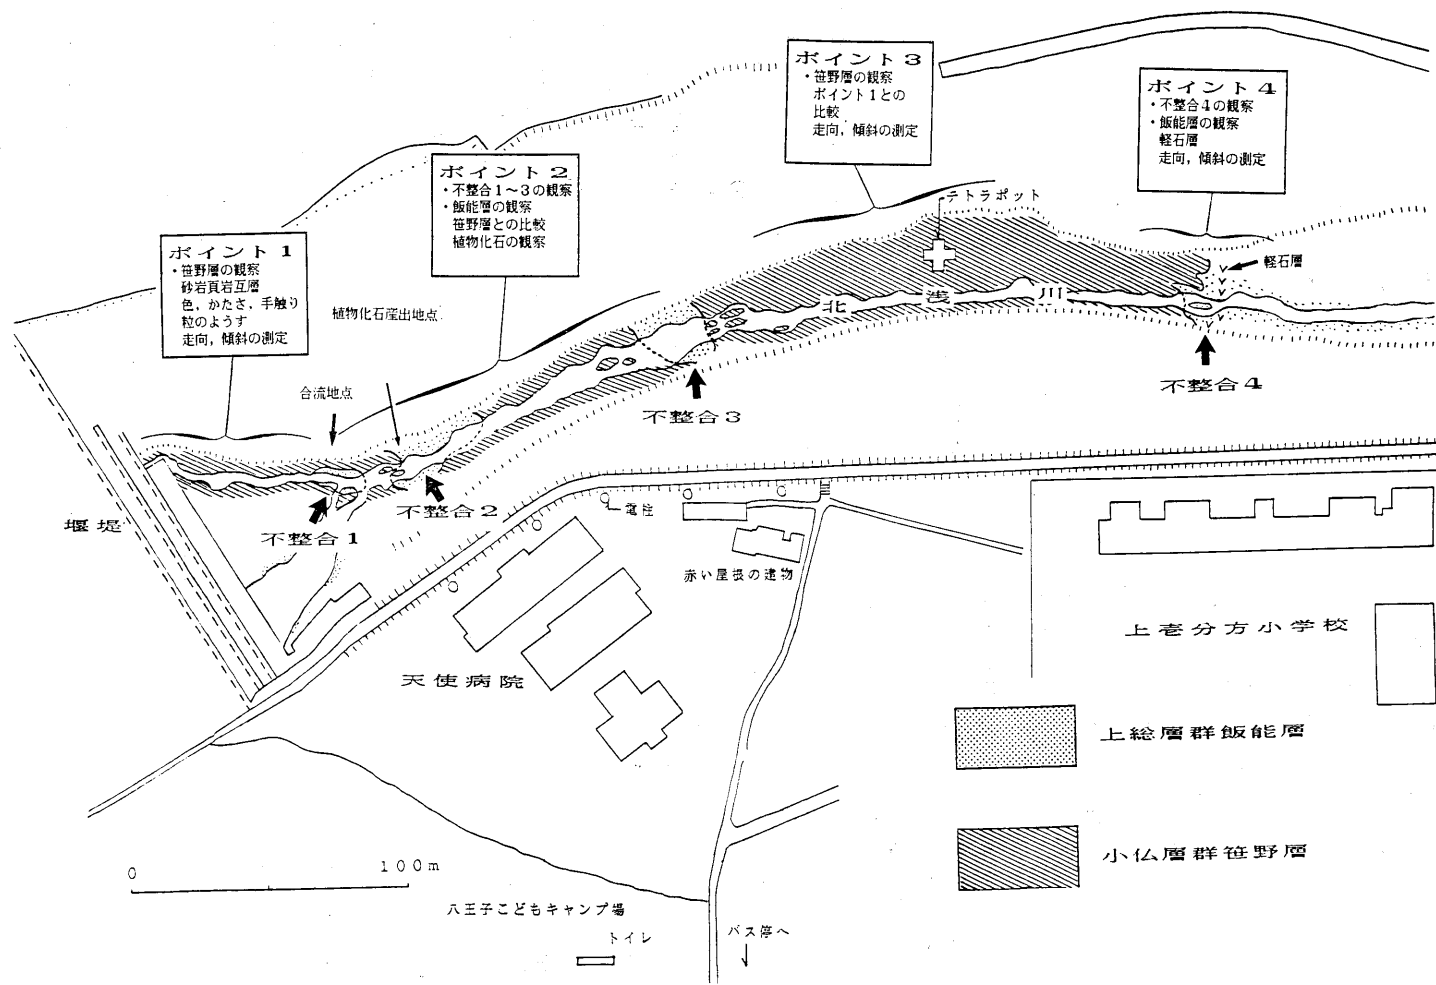 ポイント1
・笹野層の観察
砂岩頁岩互層
色，かたさ，手触り
粒のようす
走向，傾斜の測定
ポイント2
・不整合1～3の観察
・飯能層の観察
笹野層との比較
植物化石の観察
ポイント3
・笹野層の観察
ポイント1との
比較
走向，傾斜の測定
ポイント4
・不整合4の観察
・飯能層の観察
軽石層
走向，傾斜の測定
テトラポット
軽石層
植物化石産出地点
合流地点
北浅川
不整合4
不整合3
不整合2
不整合1
堰堤
電柱
赤い屋根の建物
天使病院
上壱分方小学校
上総層群飯能層
小仏層群笹野層
0 100m
八王子こどもキャンプ場
トイレ
バス停へ